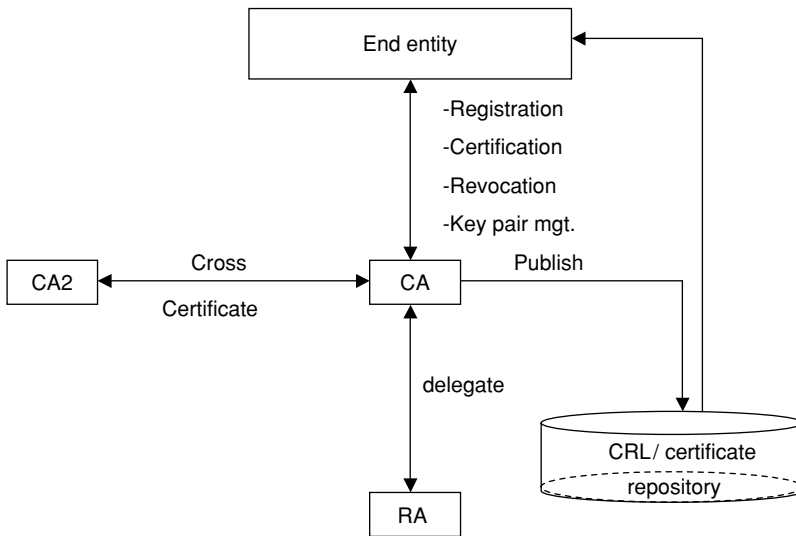 End entity
-Registration
-Certification
-Revocation
-Key pair mgt.
Cross
Certificate
CA2
CA
Publish
delegate
CRL/ certificate
repository
RA